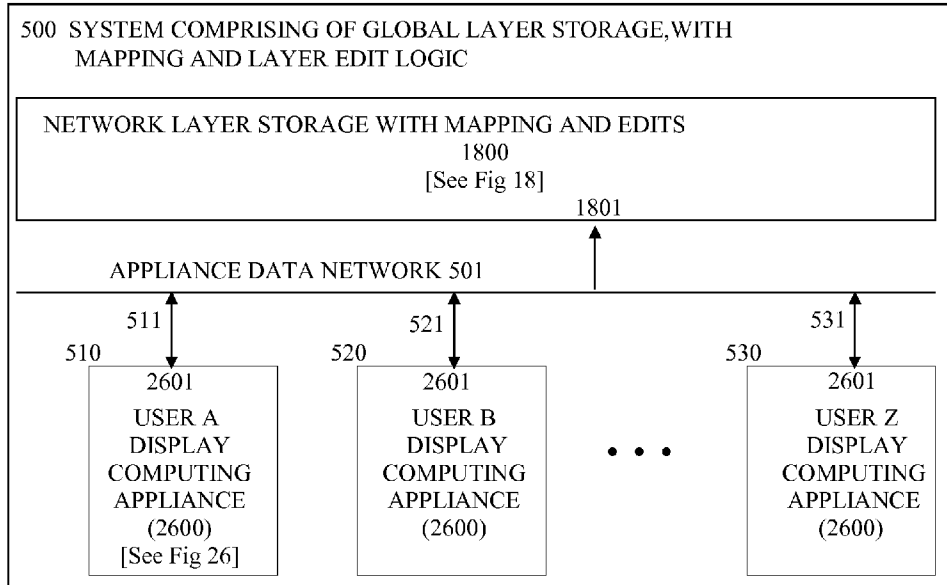 500 SYSTEM COMPRISING OF GLOBAL LAYER STORAGE,WITH
MAPPING AND LAYER EDIT LOGIC
NETWORK LAYER STORAGE WITH MAPPING AND EDITS
1800
[See Fig 18]
1801
APPLIANCE DATA NETWORK 501
511
521
531
510
520
530
2601
USER A
DISPLAY
COMPUTING
APPLIANCE
(2600)
[See Fig 26]
2601
USER B
DISPLAY
COMPUTING
APPLIANCE
(2600)
• • •
2601
USER Z
DISPLAY
COMPUTING
APPLIANCE
(2600)